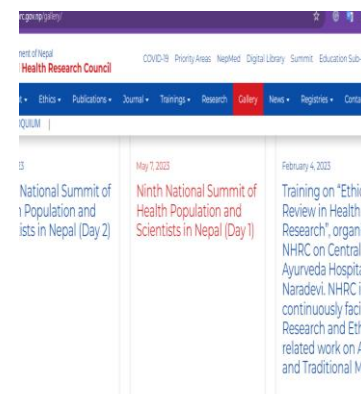 rc.gov.np/gallery/
ment of Nepal
Health Research Council
COVID-19 Priority Areas NepMed Digital Library Summit Education Sub-
Ethics Publications Journal Trainings Research Gallery News Registries Conta
OQUIUM |
23
National Summit of
Population and
ists in Nepal (Day 2)
May 7, 2023
Ninth National Summit of
Health Population and
Scientists in Nepal (Day 1)
February 4, 2023
Training on "Ethic
Review in Health
Research", organ
NHRC on Central
Ayurveda Hospita
Naradevi. NHRC i
continuously faci
Research and Eth
related work on A
and Traditional M